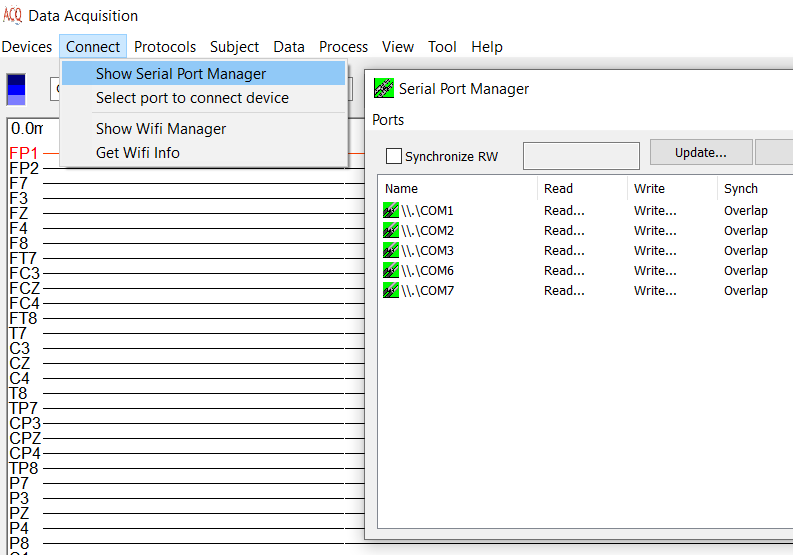 ACQ Data Acquisition
Devices Connect Protocols Subject Data Process View Tool Help
Show Serial Port Manager
Select port to connect device
Show Wifi Manager
Get Wifi Info
0.0m
FP1
FP2
F7
F3
FZ
F4
F8
FT7
FC3
FCZ
FC4
FT8
T7
C3
CZ
C4
T8
TP7
CP3
CPZ
CP4
TP8
P7
P3
PZ
P4
P8
Serial Port Manager
Ports
Synchronize RW Update...
Name Read Write Synch
\\.\COM1 Read... Write... Overlap
\\.\COM2 Read... Write... Overlap
\\.\COM3 Read... Write... Overlap
\\.\COM6 Read... Write... Overlap
\\.\COM7 Read... Write... Overlap